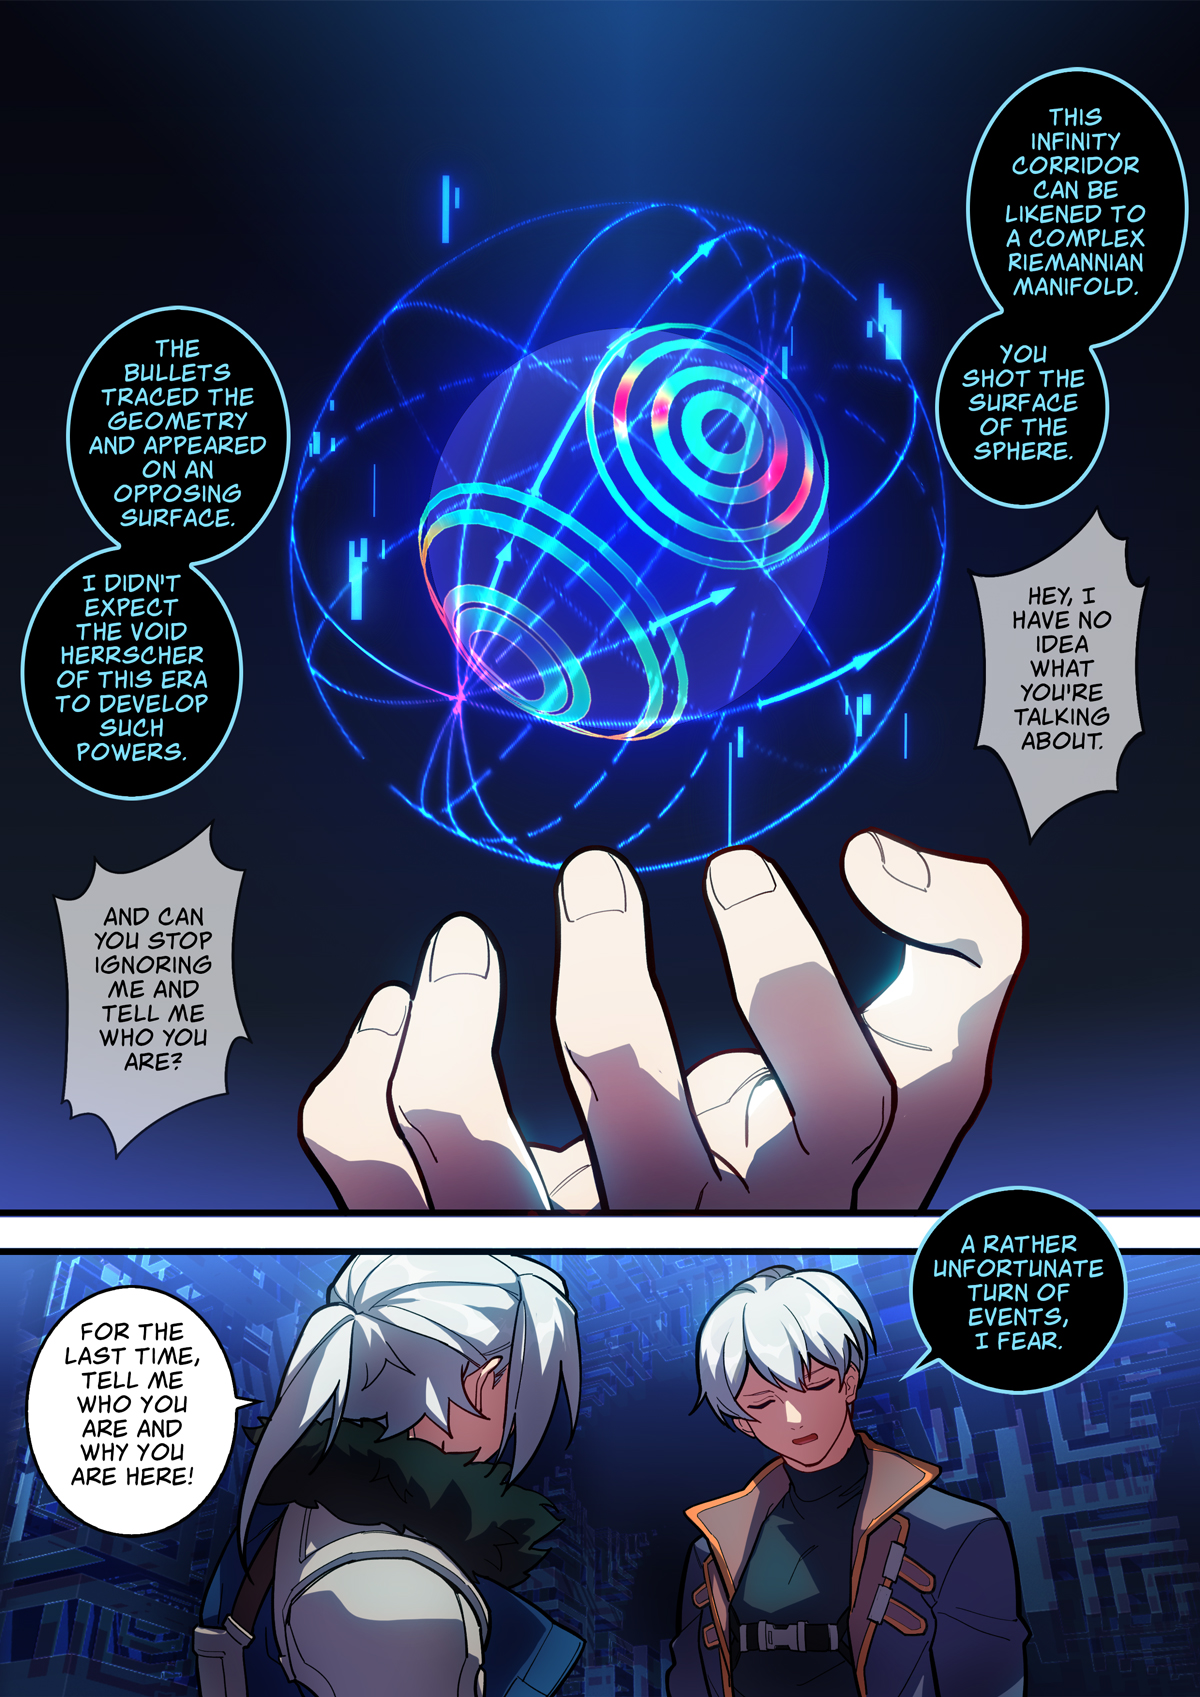 THIS
INFINITY
CORRIDOR
CAN BE
LIKENED TO
A COMPLEX
RIEMANNIAN
MANIFOLD.
YOU
SHOT THE
SURFACE
OF THE
SPHERE.
THE
BULLETS
TRACED THE
GEOMETRY
AND APPEARED
ON AN
OPPOSING
SURFACE.
I DIDN'T
EXPECT
THE VOID
HERRSCHER
OF THIS ERA
TO DEVELOP
SUCH
POWERS.
HEY, I
HAVE NO
IDEA
WHAT
YOU'RE
TALKING
ABOUT.
AND CAN
YOU STOP
IGNORING
ME AND
TELL ME
WHO YOU
ARE?
A RATHER
UNFORTUNATE
TURN OF
EVENTS,
I FEAR.
FOR THE
LAST TIME,
TELL ME
WHO YOU
ARE AND
WHY YOU
ARE HERE!